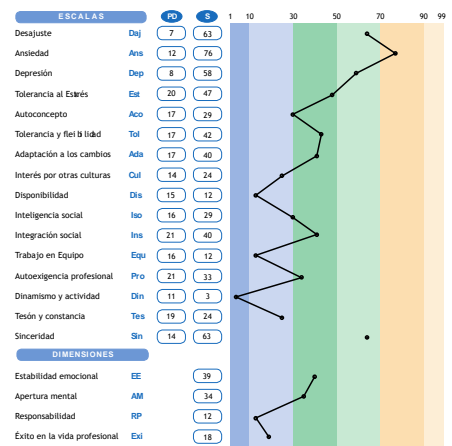 ESCALAS PD S 1 10 30 50 70 90 99
Desajuste Daj 7 63
Ansiedad Ans 12 76
Depresión Dep 8 58
Tolerancia al Estrés Est 20 47
Autoconcepto Aco 17 29
Tolerancia y fleibilidad Tol 17 42
Adaptación a los cambios Ada 17 40
Interés por otras culturas Cul 14 24
Disponibilidad Dis 15 12
Inteligencia social Iso 16 29
Integración social Ins 21 40
Trabajo en Equipo Equ 16 12
Autoexigencia profesional Pro 21 33
Dinamismo y actividad Din 11 3
Tesón y constancia Tes 19 24
Sinceridad Sin 14 63
DIMENSIONES
Estabilidad emocional EE 39
Apertura mental AM 34
Responsabilidad RP 12
Éxito en la vida profesional Exi 18